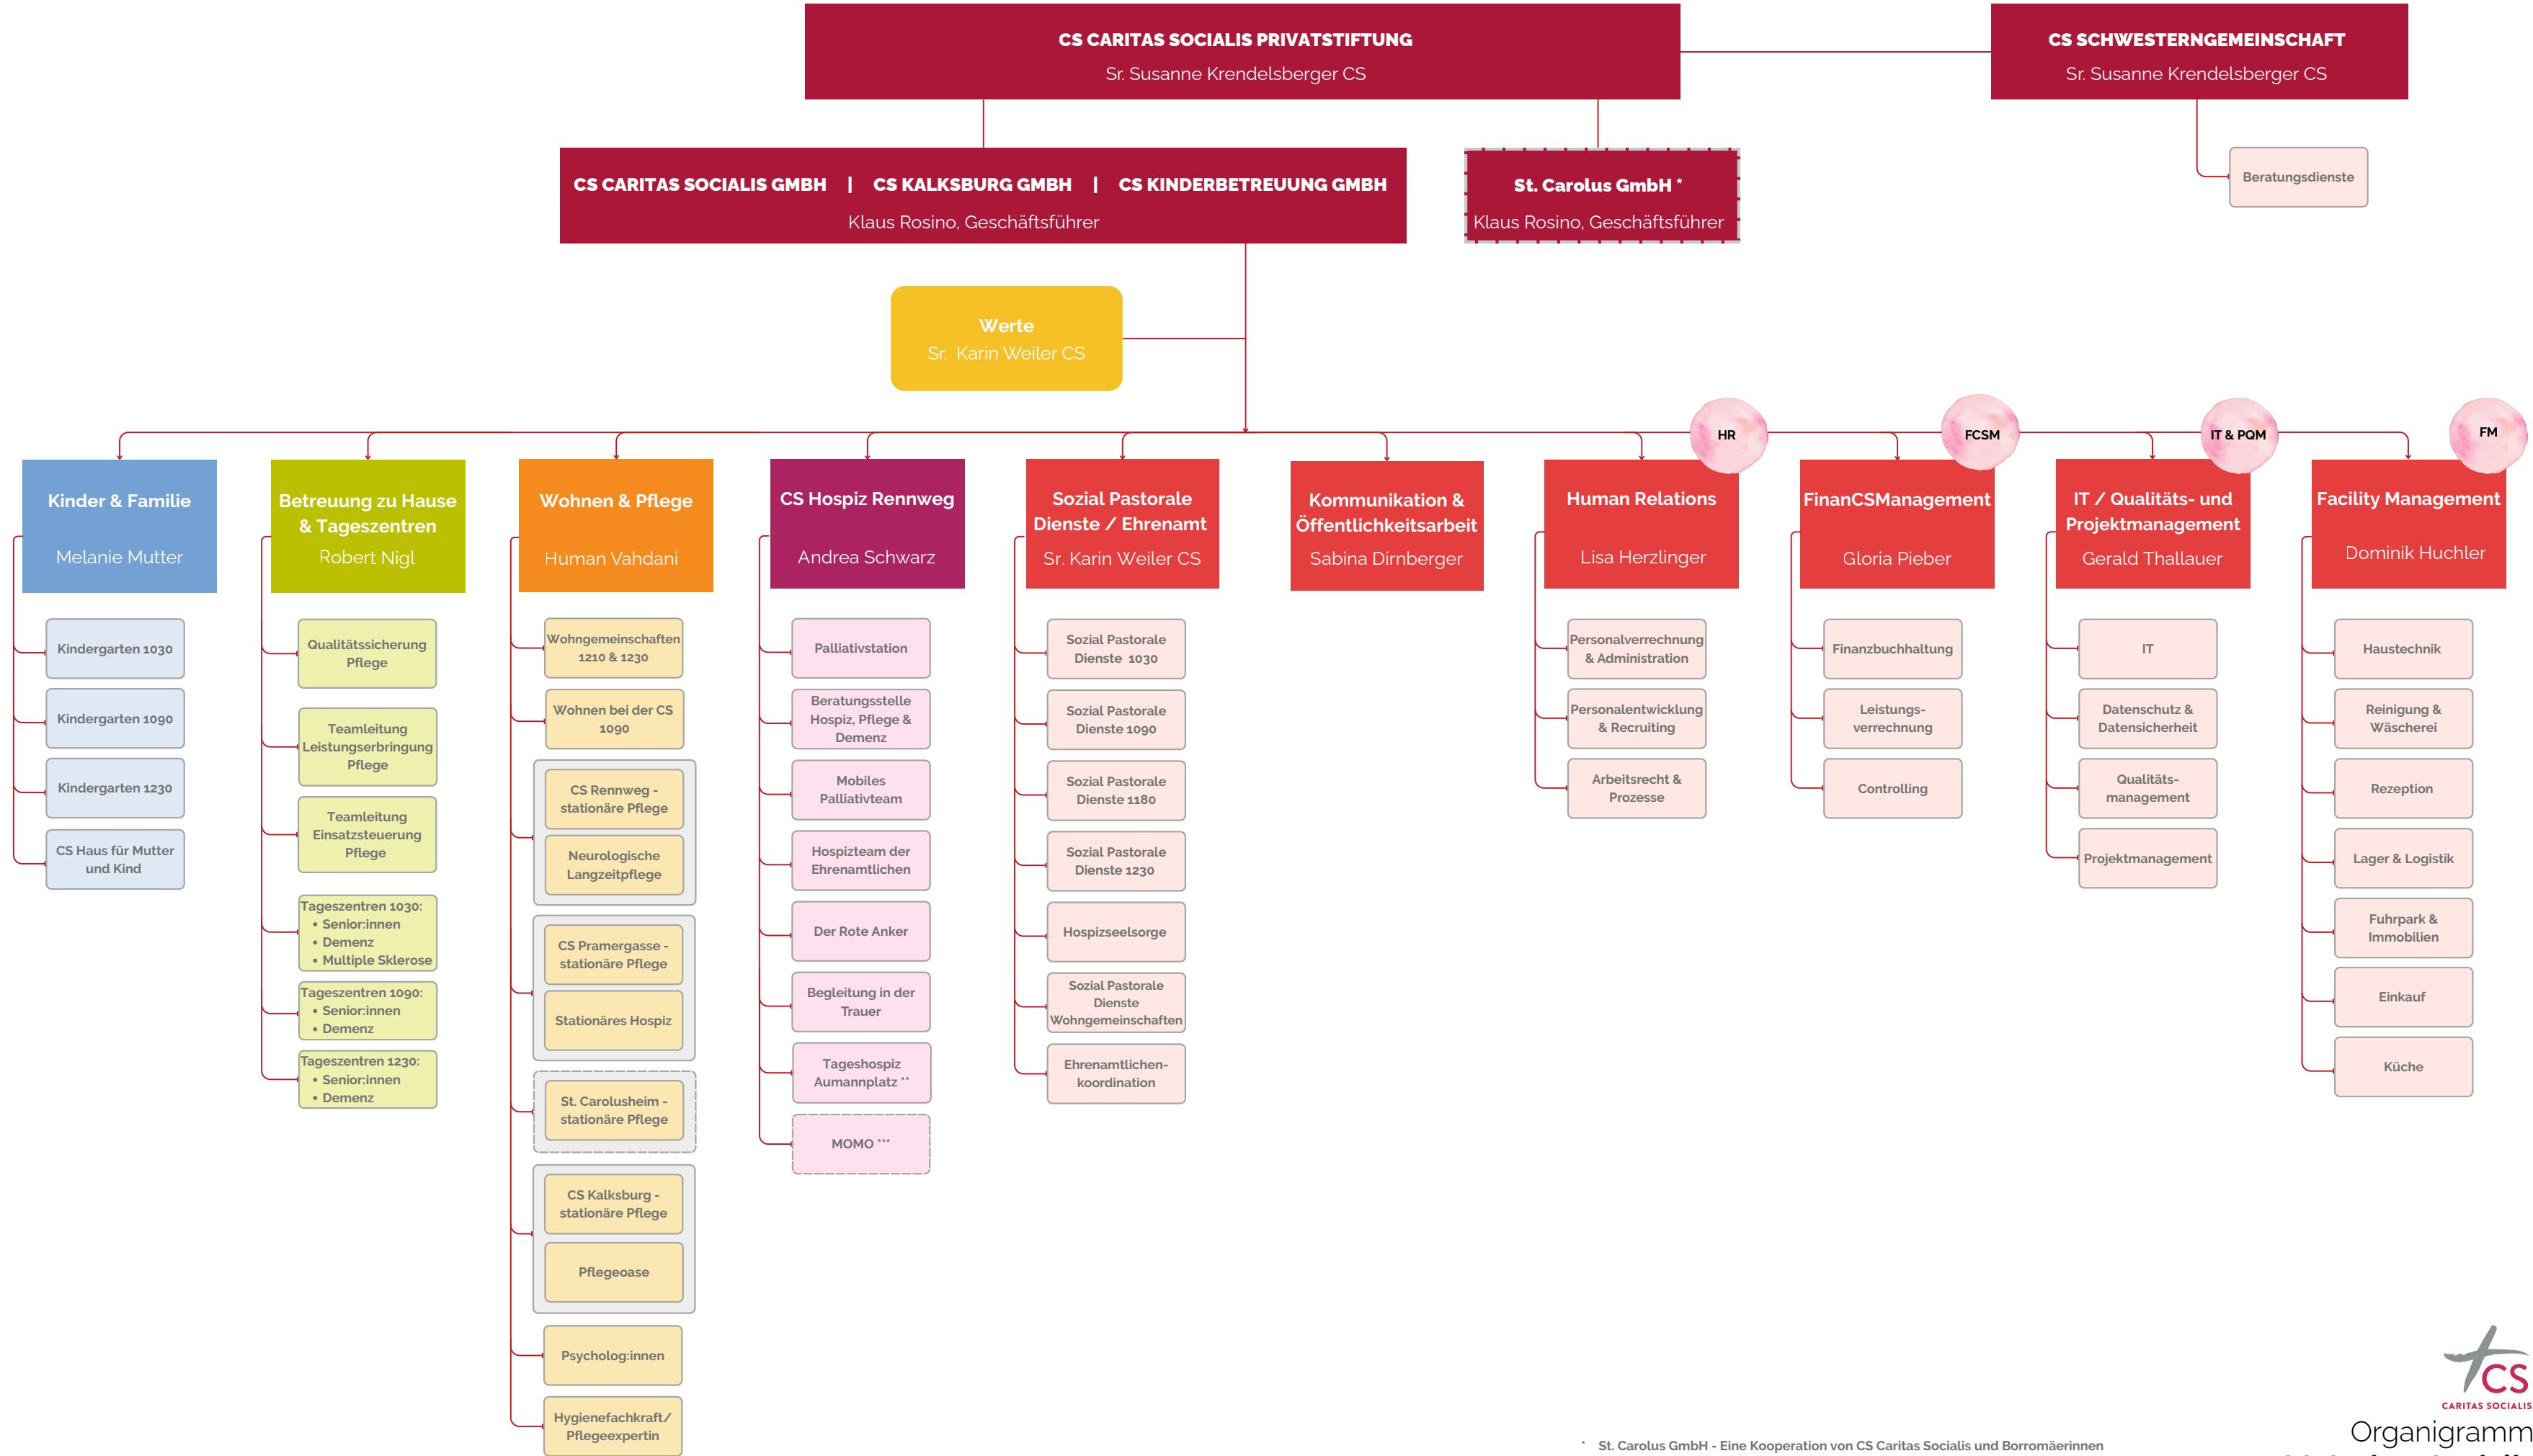 CS CARITAS SOCIALIS PRIVATSTIFTUNG
Sr. Susanne Krendelsberger CS
CS SCHWESTERNGEMEINSCHAFT
Sr. Susanne Krendelsberger CS
Beratungsdienste
CS CARITAS SOCIALIS GMBH | CS KALKSBURG GMBH | CS KINDERBETREUUNG GMBH
Klaus Rosino, Geschäftsführer
St. Carolus GmbH *
Klaus Rosino, Geschäftsführer
Werte
Sr. Karin Weiler CS
HR
FCSM
IT & PQM
FM
Kinder & Familie
Melanie Mutter
Kindergarten 1030
Kindergarten 1090
Kindergarten 1230
CS Haus für Mutter
und Kind
Betreuung zu Hause
& Tageszentren
Robert Nigl
Qualitätssicherung
Pflege
Teamleitung
Leistungserbringung
Pflege
Teamleitung
Einsatzsteuerung
Pflege
Tageszentren 1030:
• Senior:innen
• Demenz
• Multiple Sklerose
Tageszentren 1090:
• Senior:innen
• Demenz
Tageszentren 1230:
• Senior:innen
• Demenz
Wohnen & Pflege
Human Vahdani
Wohngemeinschaften
1210 & 1230
Wohnen bei der CS
1090
CS Rennweg -
stationäre Pflege
Neurologische
Langzeitpflege
CS Pramergasse -
stationäre Pflege
Stationäres Hospiz
St. Carolusheim -
stationäre Pflege
CS Kalksburg -
stationäre Pflege
Pflegeoase
Psycholog:innen
Hygienefachkraft/
Pflegeexpertin
CS Hospiz Rennweg
Andrea Schwarz
Palliativstation
Beratungsstelle
Hospiz, Pflege &
Demenz
Mobiles
Palliativteam
Hospizteam der
Ehrenamtlichen
Der Rote Anker
Begleitung in der
Trauer
Tageshospiz
Aumannplatz **
MOMO ***
Sozial Pastorale
Dienste / Ehrenamt
Sr. Karin Weiler CS
Sozial Pastorale
Dienste 1030
Sozial Pastorale
Dienste 1090
Sozial Pastorale
Dienste 1180
Sozial Pastorale
Dienste 1230
Hospizseelsorge
Sozial Pastorale
Dienste
Wohngemeinschaften
Ehrenamtlichen-
koordination
Kommunikation &
Öffentlichkeitsarbeit
Sabina Dirnberger
Human Relations
Lisa Herzlinger
Personalverrechnung
& Administration
Personalentwicklung
& Recruiting
Arbeitsrecht &
Prozesse
FinanCSManagement
Gloria Pieber
Finanzbuchhaltung
Leistungs-
verrechnung
Controlling
IT / Qualitäts- und
Projektmanagement
Gerald Thallauer
IT
Datenschutz &
Datensicherheit
Qualitäts-
management
Projektmanagement
Facility Management
Dominik Huchler
Haustechnik
Reinigung &
Wäscherei
Rezeption
Lager & Logistik
Fuhrpark &
Immobilien
Einkauf
Küche
CS
CARITAS SOCIALIS
Organigramm
* St. Carolus GmbH - Eine Kooperation von CS Caritas Socialis und Borromäerinnen